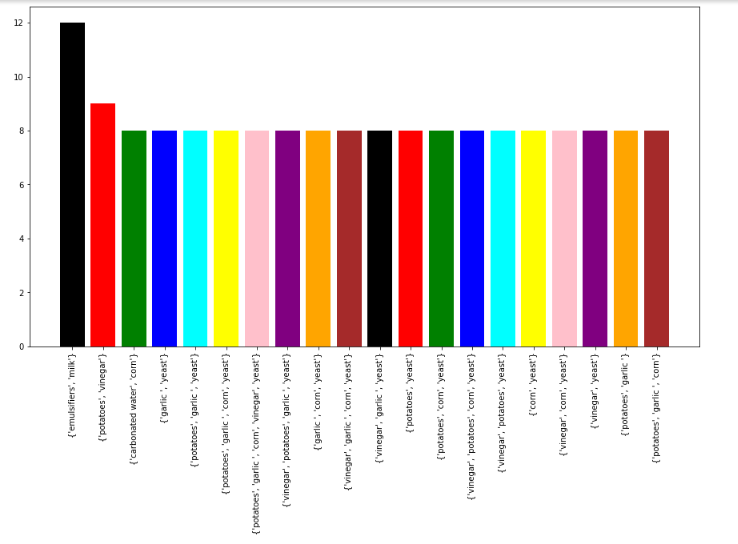 12
10
8
6
4
2
0
{'emulsifiers', 'milk'}
{'potatoes', 'vinegar'}
{'carbonated water', 'corn'}
{'garlic ', 'yeast'}
{'potatoes', 'garlic ', 'yeast'}
{'potatoes', 'garlic ', 'corn', 'yeast'}
{'potatoes', 'garlic ', 'corn', 'vinegar', 'yeast'}
{'vinegar', 'potatoes', 'garlic ', 'yeast'}
{'garlic ', 'corn', 'yeast'}
{'vinegar', 'garlic ', 'corn', 'yeast'}
{'vinegar', 'garlic ', 'yeast'}
{'potatoes', 'yeast'}
{'potatoes', 'corn', 'yeast'}
{'vinegar', 'potatoes', 'corn', 'yeast'}
{'vinegar', 'potatoes', 'yeast'}
{'corn', 'yeast'}
{'vinegar', 'corn', 'yeast'}
{'vinegar', 'yeast'}
{'potatoes', 'garlic '}
{'potatoes', 'garlic ', 'corn'}